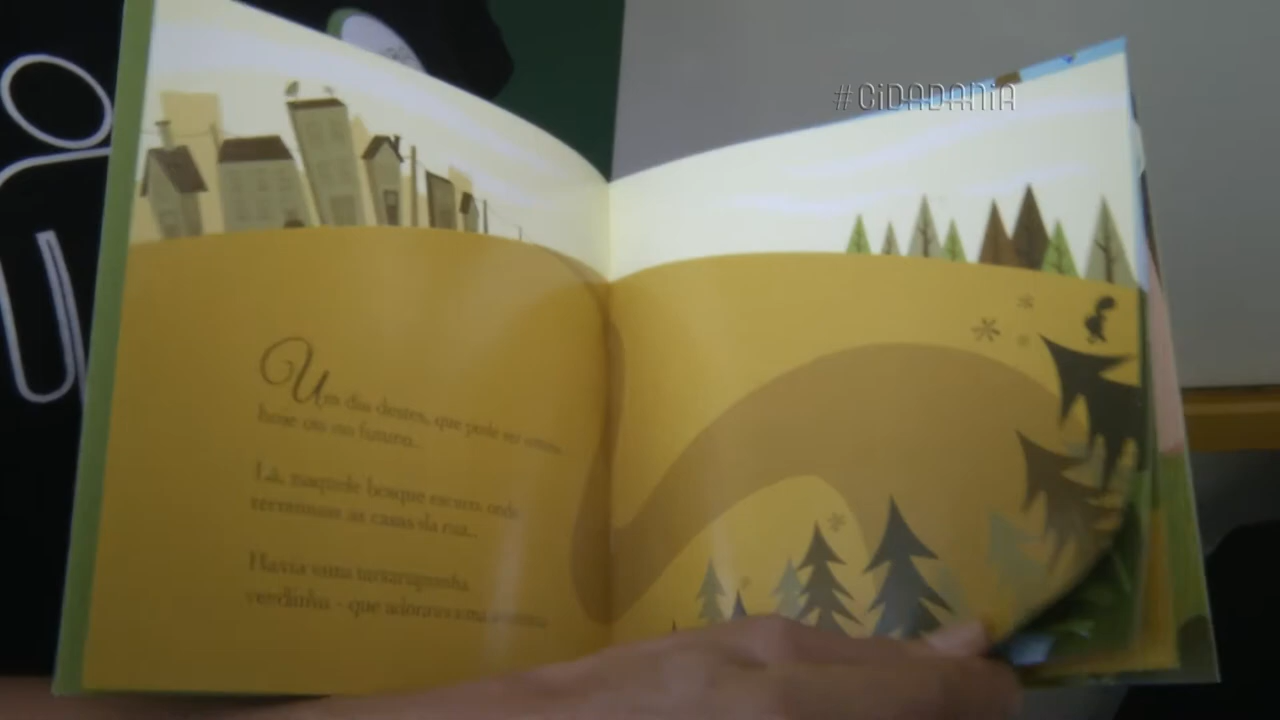 #CiDADANiA
Um dia destes, que pode ser ontem,
hoje ou no futuro...
Lá, naquele bosque escuro onde
terminam as casas da rua...
Havia uma tartaruguinha
verdinha - que adorava uma